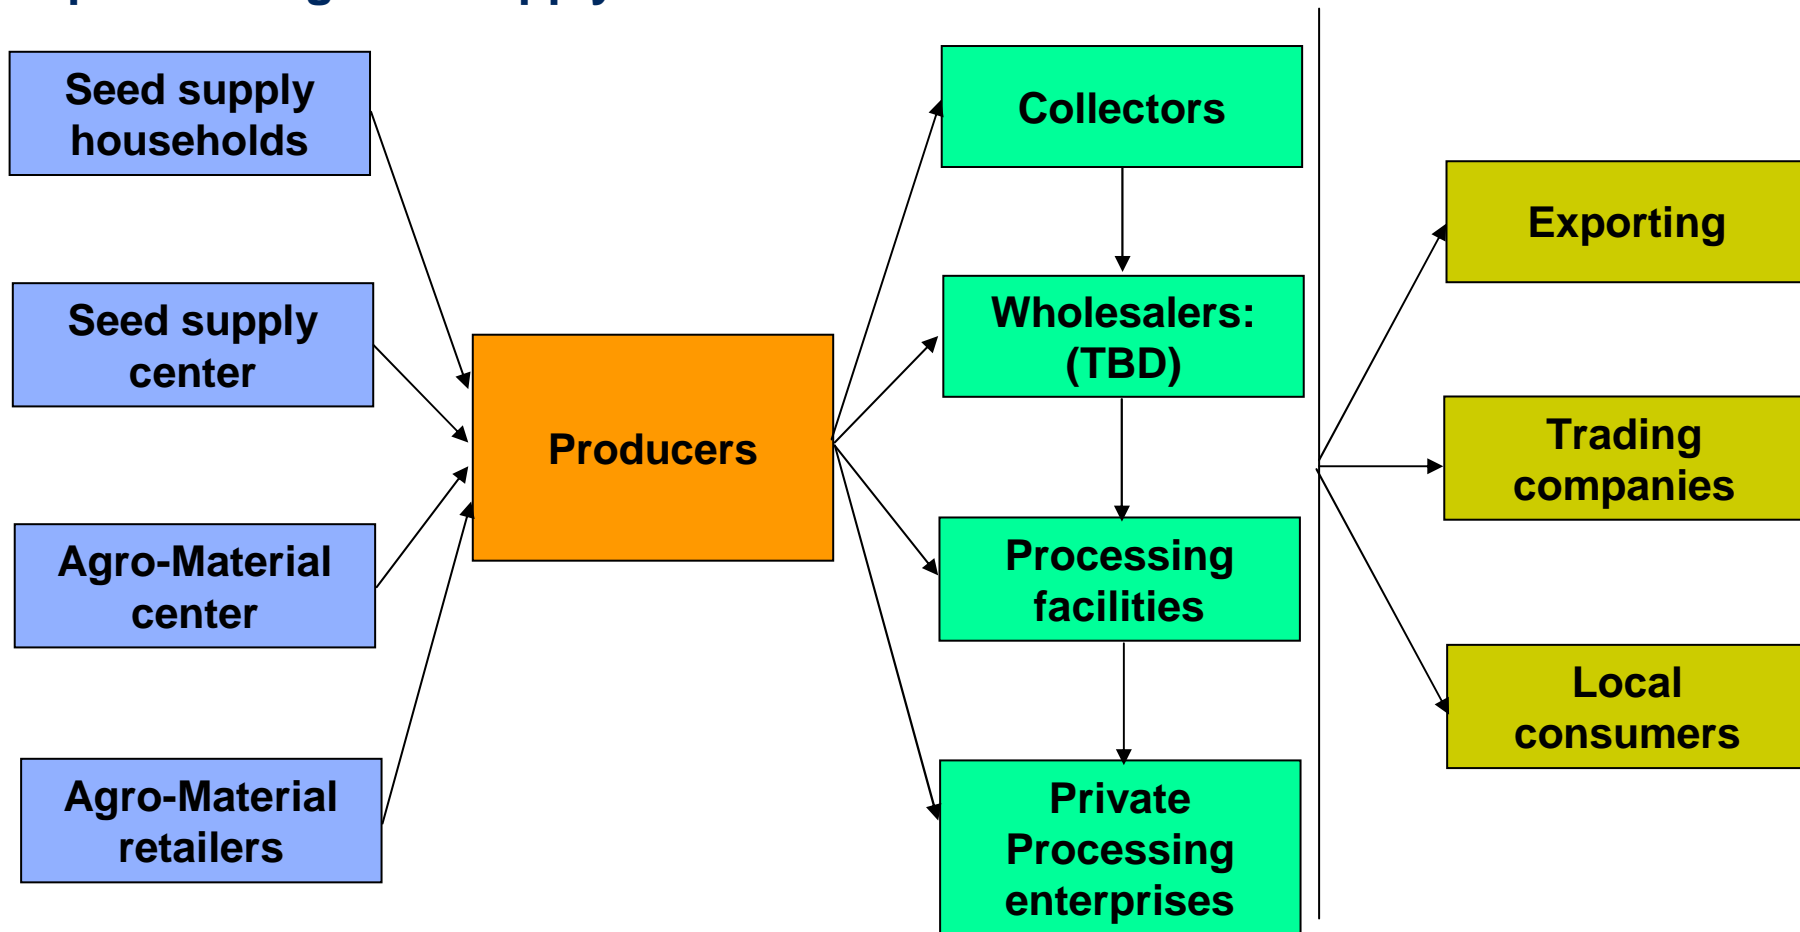 supply
Seed supply
households
Seed supply
center
Agro-Material
center
Agro-Material
retailers
Producers
Collectors
Wholesalers:
(TBD)
Processing
facilities
Private
Processing
enterprises
Exporting
Trading
companies
Local
consumers